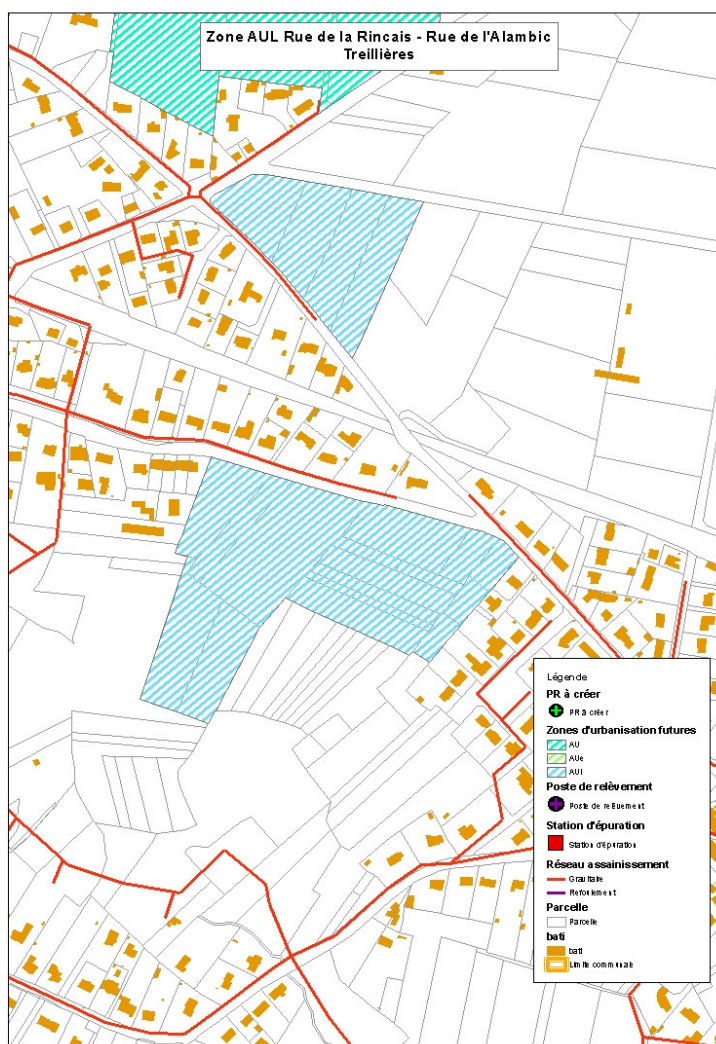 Zone AUL Rue de la Rincais - Rue de l'Alambic
Treillières
Légende
PR à créer
PR à créer
Zones d'urbanisation futures
AU
AUe
AUl
Poste de relèvement
Poste de relèvement
Station d'épuration
Station d'épuration
Réseau assainissement
Gravitaire
Refoulement
Parcelle
Parcelle
bati
bati
Limite communale